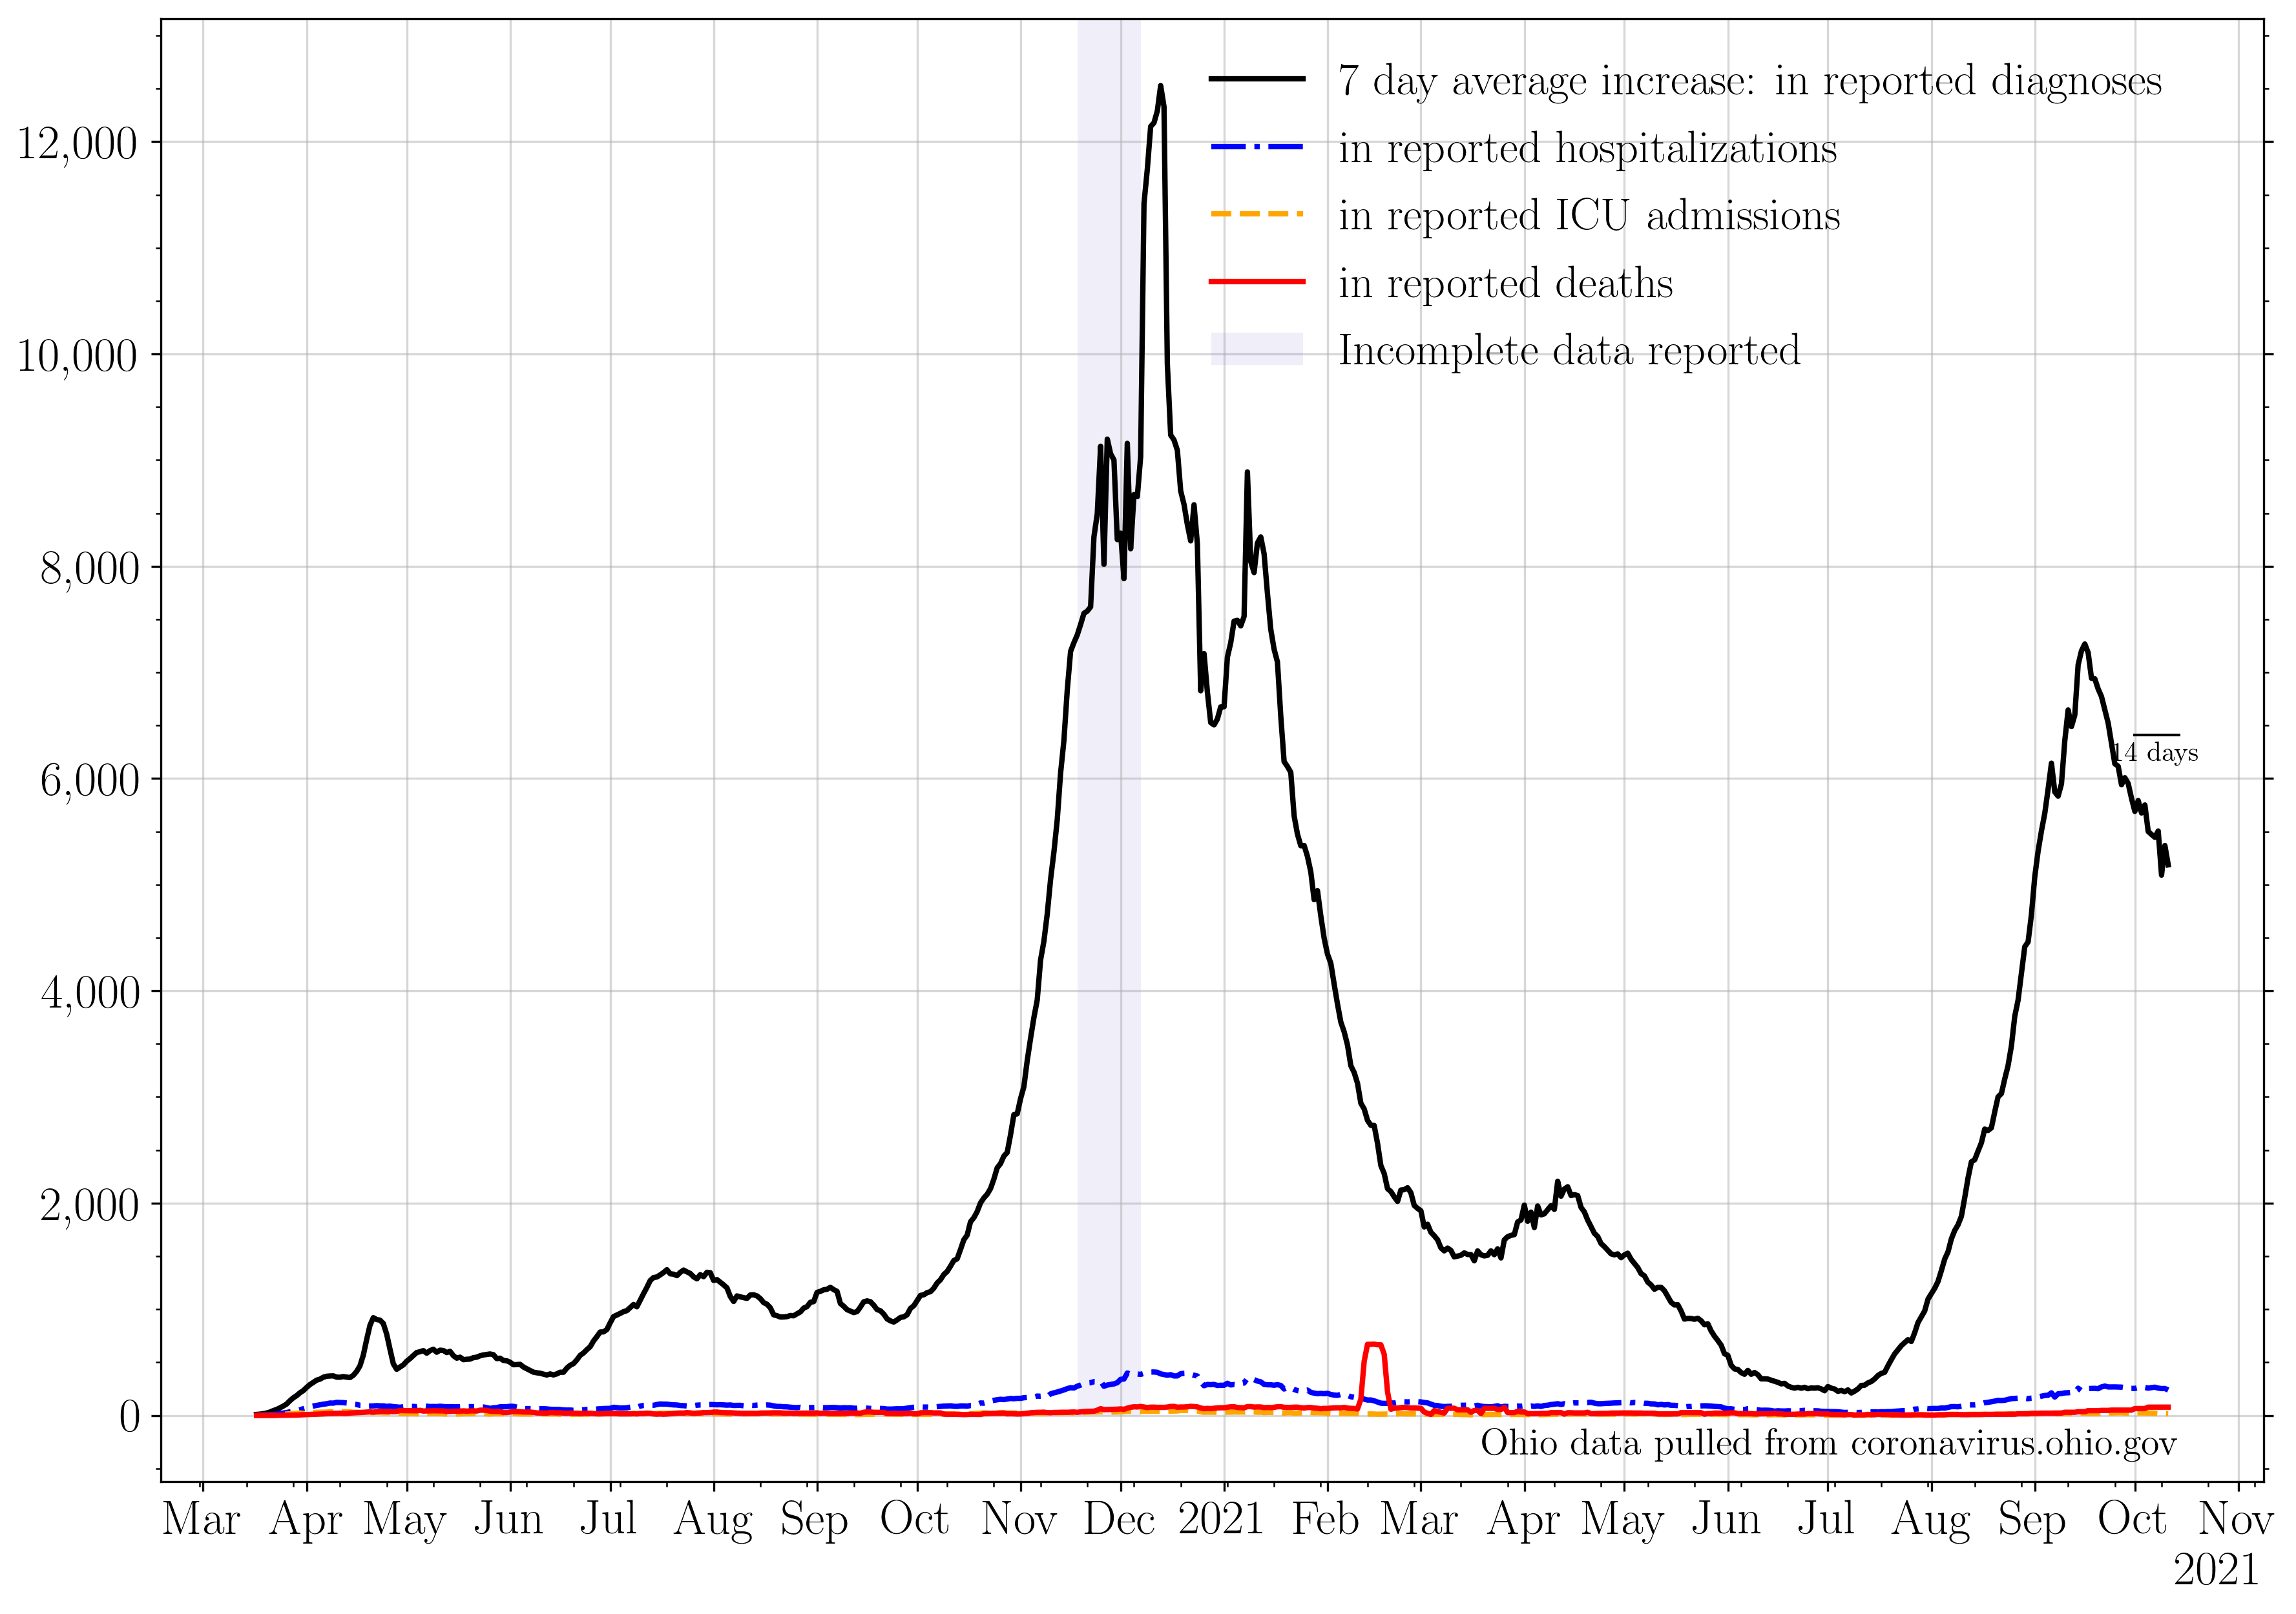 7 day average increase: in reported diagnoses
in reported hospitalizations
in reported ICU admissions
in reported deaths
Incomplete data reported
12,000
10,000
8,000
6,000
4,000
2,000
0
14 days
Ohio data pulled from coronavirus.ohio.gov
Mar Apr May Jun Jul Aug Sep Oct Nov Dec 2021 Feb Mar Apr May Jun Jul Aug Sep Oct Nov
2021